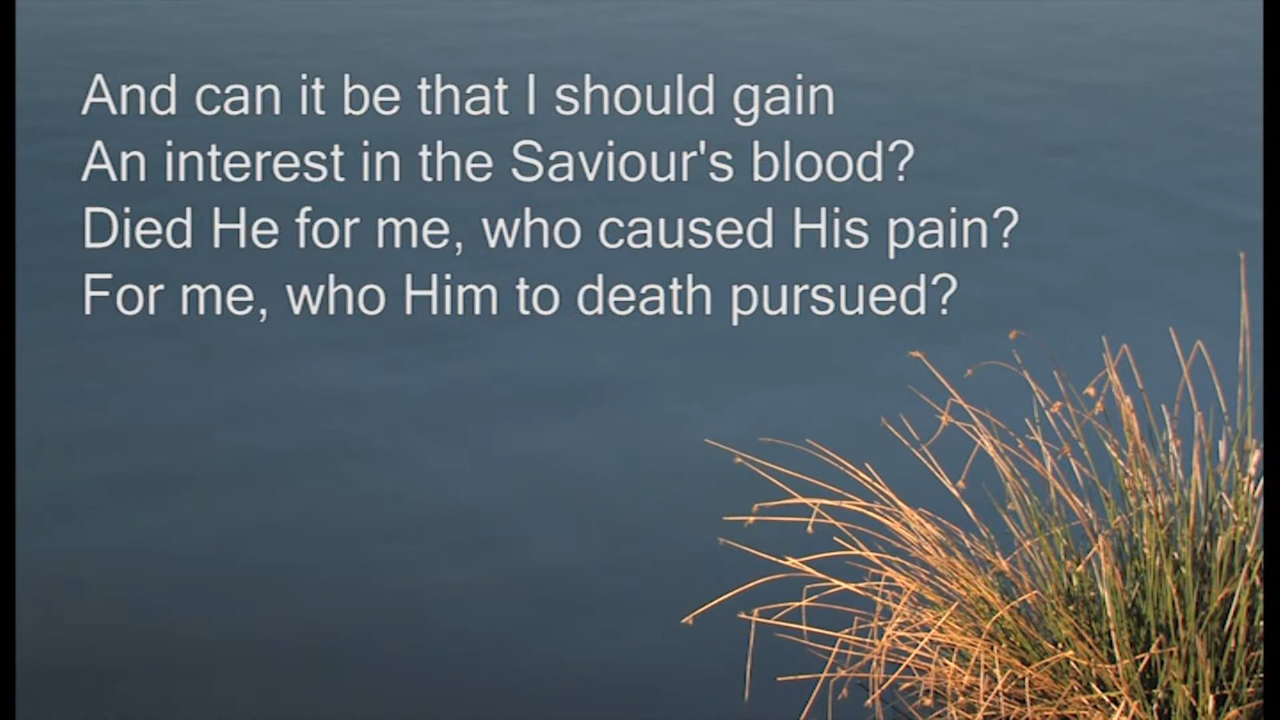 And can it be that I should gain
An interest in the Saviour's blood?
Died He for me, who caused His pain?
For me, who Him to death pursued?